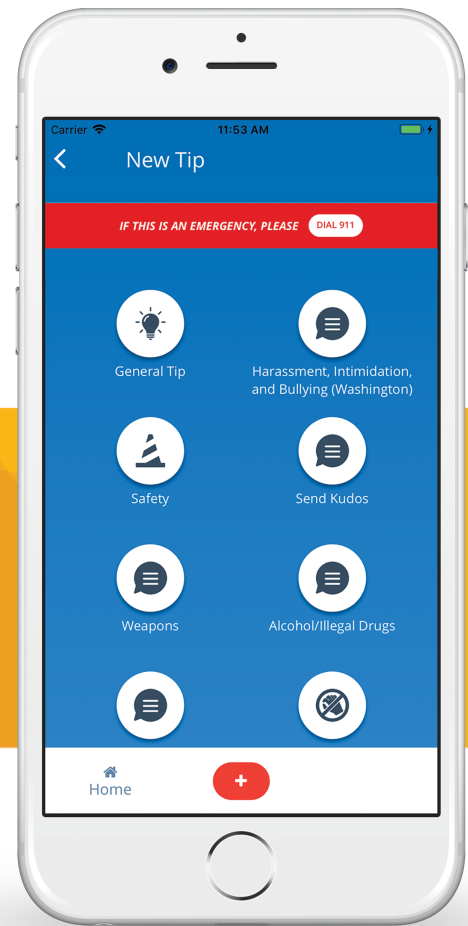 Carrier 11:53 AM
New Tip
IF THIS IS AN EMERGENCY, PLEASE DIAL 911
General Tip
Harassment, Intimidation,
and Bullying (Washington)
Safety
Send Kudos
Weapons
Alcohol/Illegal Drugs
Home